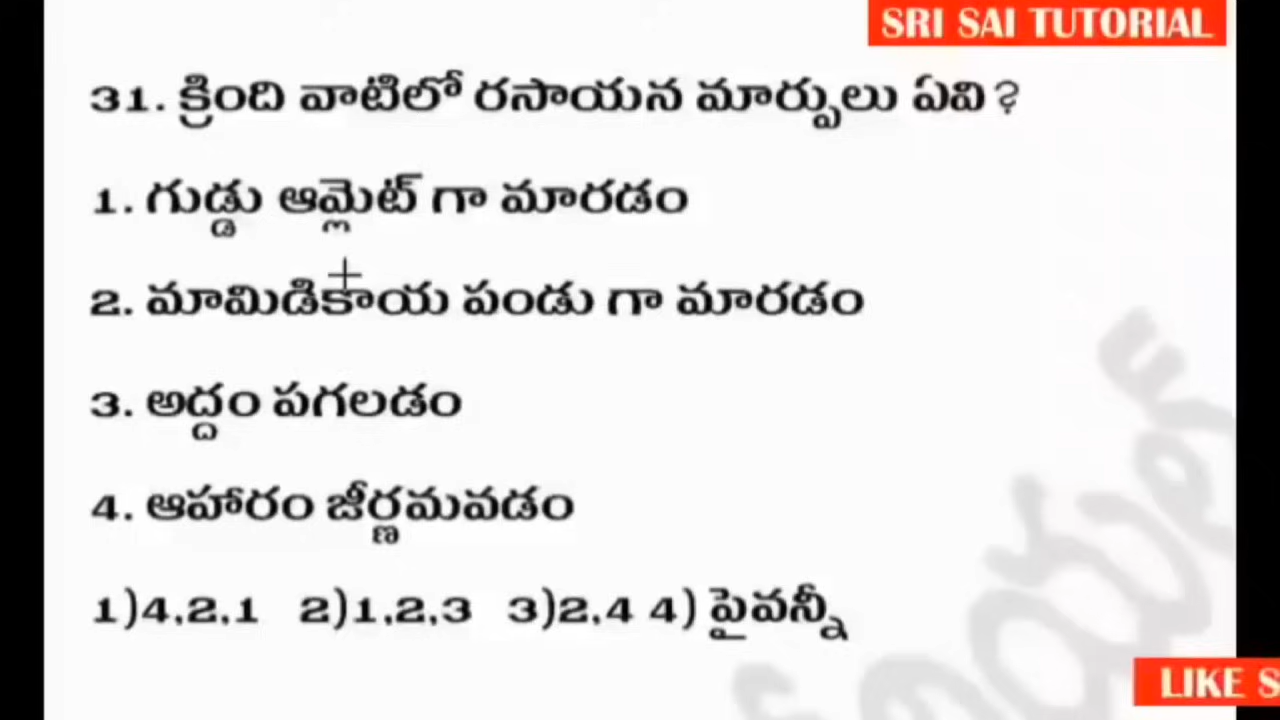 SRI SAI TUTORIAL
31. క్రింది వాటిలో రసాయన మార్పులు ఏవి?
1. గుడ్డు ఆమ్లెట్ గా మారడం
2. మామిడికాయ పండు గా మారడం
3. అద్దం పగలడం
4. ఆహారం జీర్ణమవడం
1)4,2,1 2)1,2,3 3)2,4 4) పైవన్నీ
LIKE S